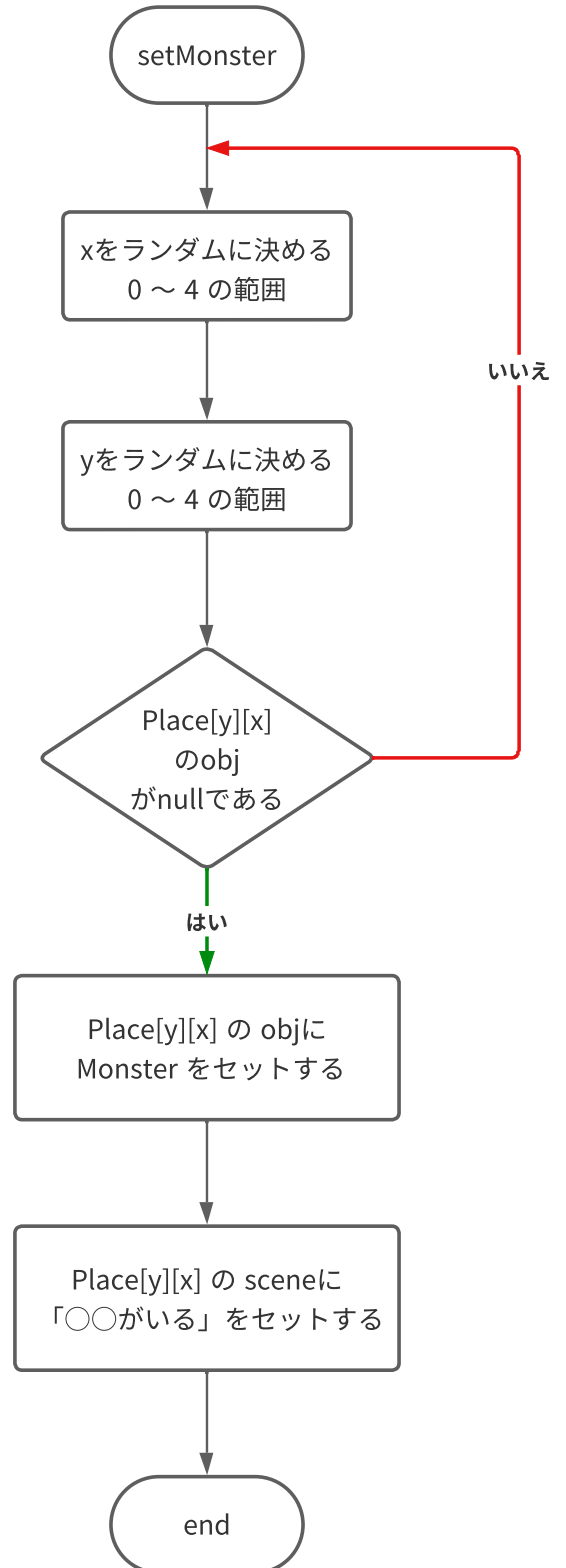 setMonster
xをランダムに決める
0 ～ 4 の範囲
いいえ
yをランダムに決める
0 ～ 4 の範囲
Place[y][x]
のobj
がnullである
はい
Place[y][x] の objに
Monster をセットする
Place[y][x] の sceneに
「◯◯がいる」をセットする
end